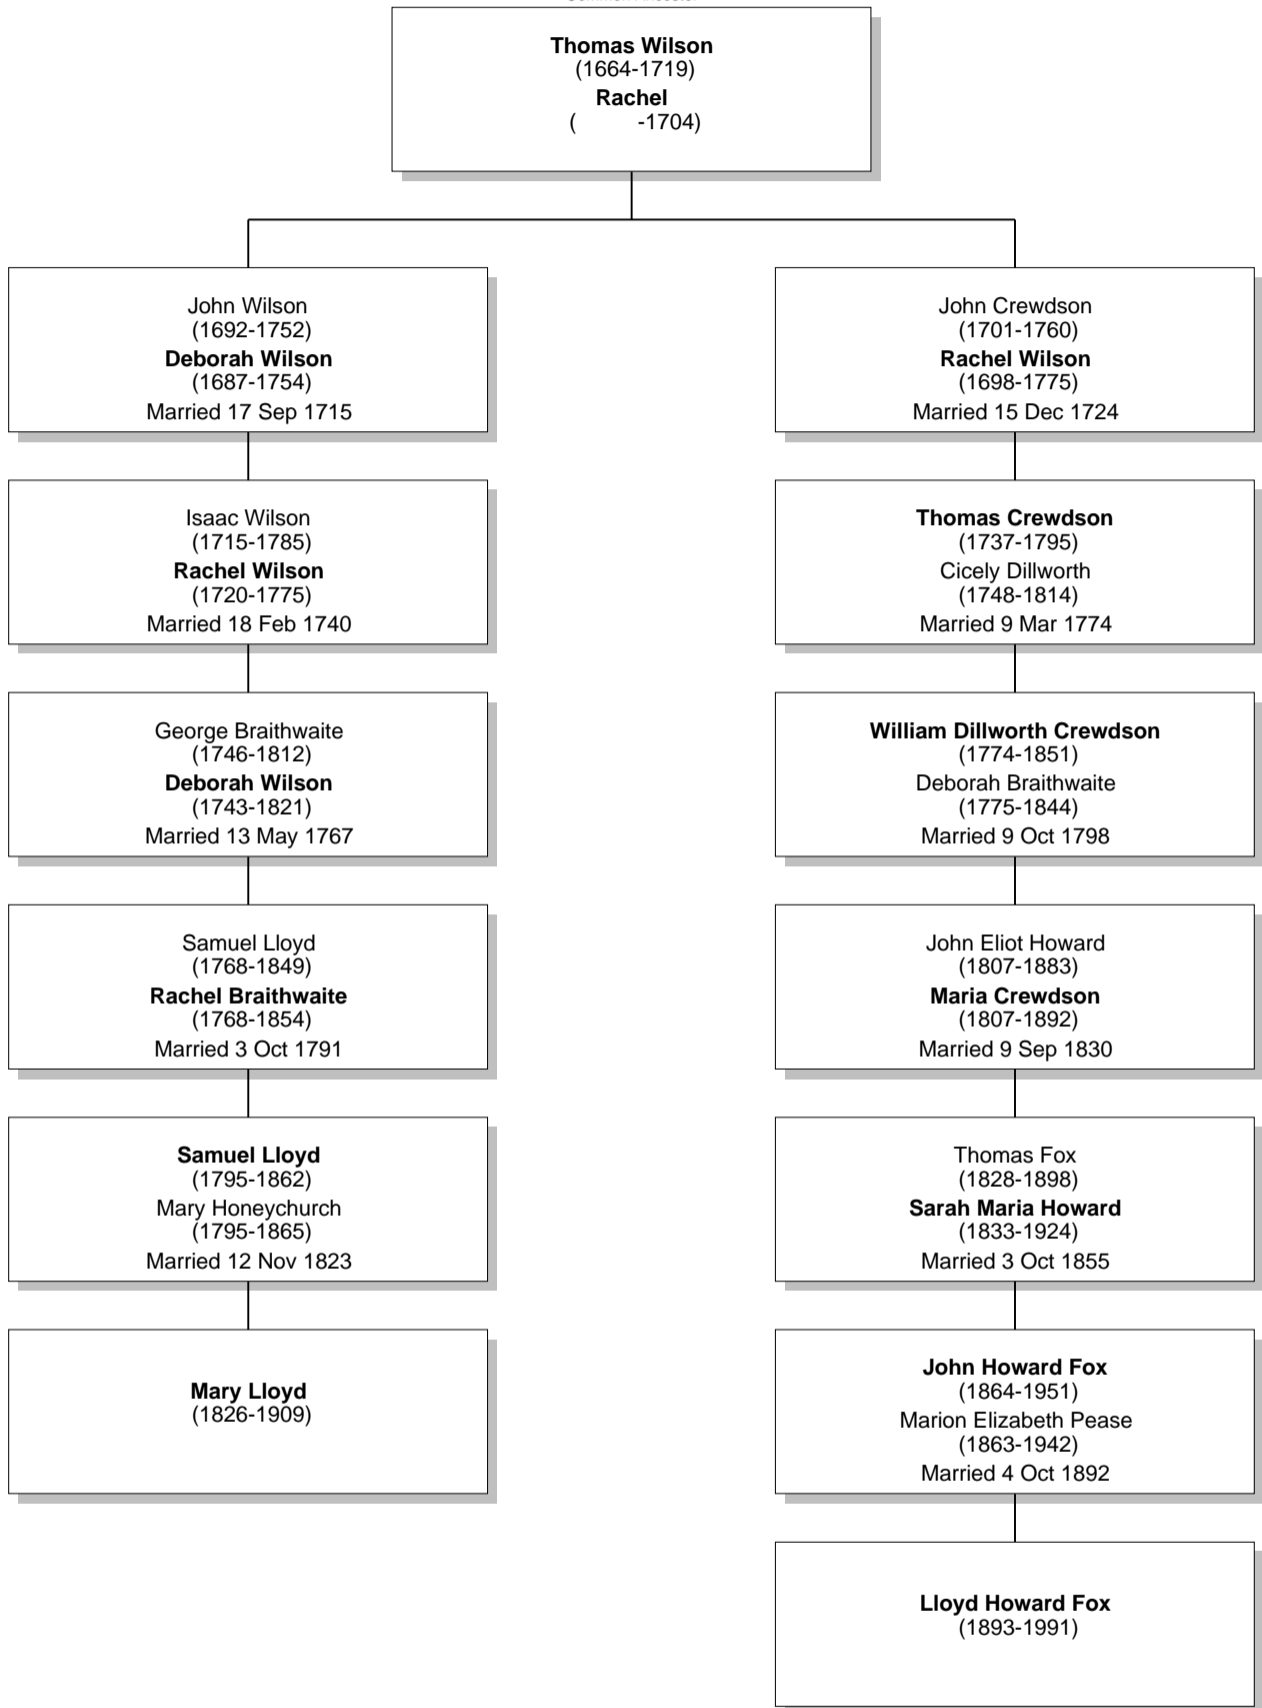 Common Ancestor
Thomas Wilson
(1664-1719)
Rachel
( -1704)
John Wilson
(1692-1752)
Deborah Wilson
(1687-1754)
Married 17 Sep 1715
John Crewdson
(1701-1760)
Rachel Wilson
(1698-1775)
Married 15 Dec 1724
Isaac Wilson
(1715-1785)
Rachel Wilson
(1720-1775)
Married 18 Feb 1740
Thomas Crewdson
(1737-1795)
Cicely Dillworth
(1748-1814)
Married 9 Mar 1774
George Braithwaite
(1746-1812)
Deborah Wilson
(1743-1821)
Married 13 May 1767
William Dillworth Crewdson
(1774-1851)
Deborah Braithwaite
(1775-1844)
Married 9 Oct 1798
Samuel Lloyd
(1768-1849)
Rachel Braithwaite
(1768-1854)
Married 3 Oct 1791
John Eliot Howard
(1807-1883)
Maria Crewdson
(1807-1892)
Married 9 Sep 1830
Samuel Lloyd
(1795-1862)
Mary Honeychurch
(1795-1865)
Married 12 Nov 1823
Thomas Fox
(1828-1898)
Sarah Maria Howard
(1833-1924)
Married 3 Oct 1855
Mary Lloyd
(1826-1909)
John Howard Fox
(1864-1951)
Marion Elizabeth Pease
(1863-1942)
Married 4 Oct 1892
Lloyd Howard Fox
(1893-1991)